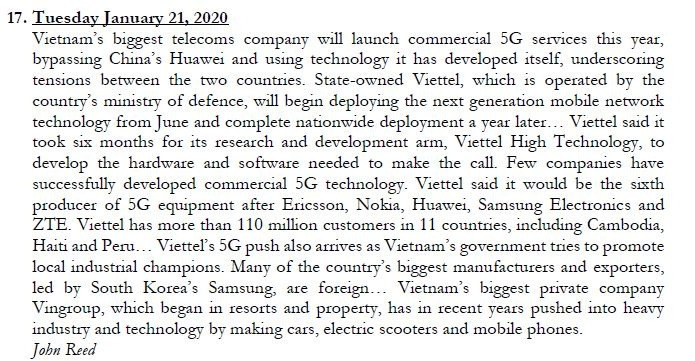 17. Tuesday January 21, 2020
Vietnam's biggest telecoms company will launch commercial 5G services this year,
bypassing China's Huawei and using technology it has developed itself, underscoring
tensions between the two countries. State-owned Viettel, which is operated by the
country's ministry of defence, will begin deploying the next generation mobile network
technology from June and complete nationwide deployment a year later... Viettel said it
took six months for its research and development arm, Viettel High Technology, to
develop the hardware and software needed to make the call. Few companies have
successfully developed commercial 5G technology. Viettel said it would be the sixth
producer of 5G equipment after Ericsson, Nokia, Huawei, Samsung Electronics and
ZTE. Viettel has more than 110 million customers in 11 countries, including Cambodia,
Haiti and Peru... Viettel's 5G push also arrives as Vietnam's government tries to promote
local industrial champions. Many of the country's biggest manufacturers and exporters,
led by South Korea's Samsung, are foreign... Vietnam's biggest private company
Vingroup, which began in resorts and property, has in recent years pushed into heavy
industry and technology by making cars, electric scooters and mobile phones.
John Reed